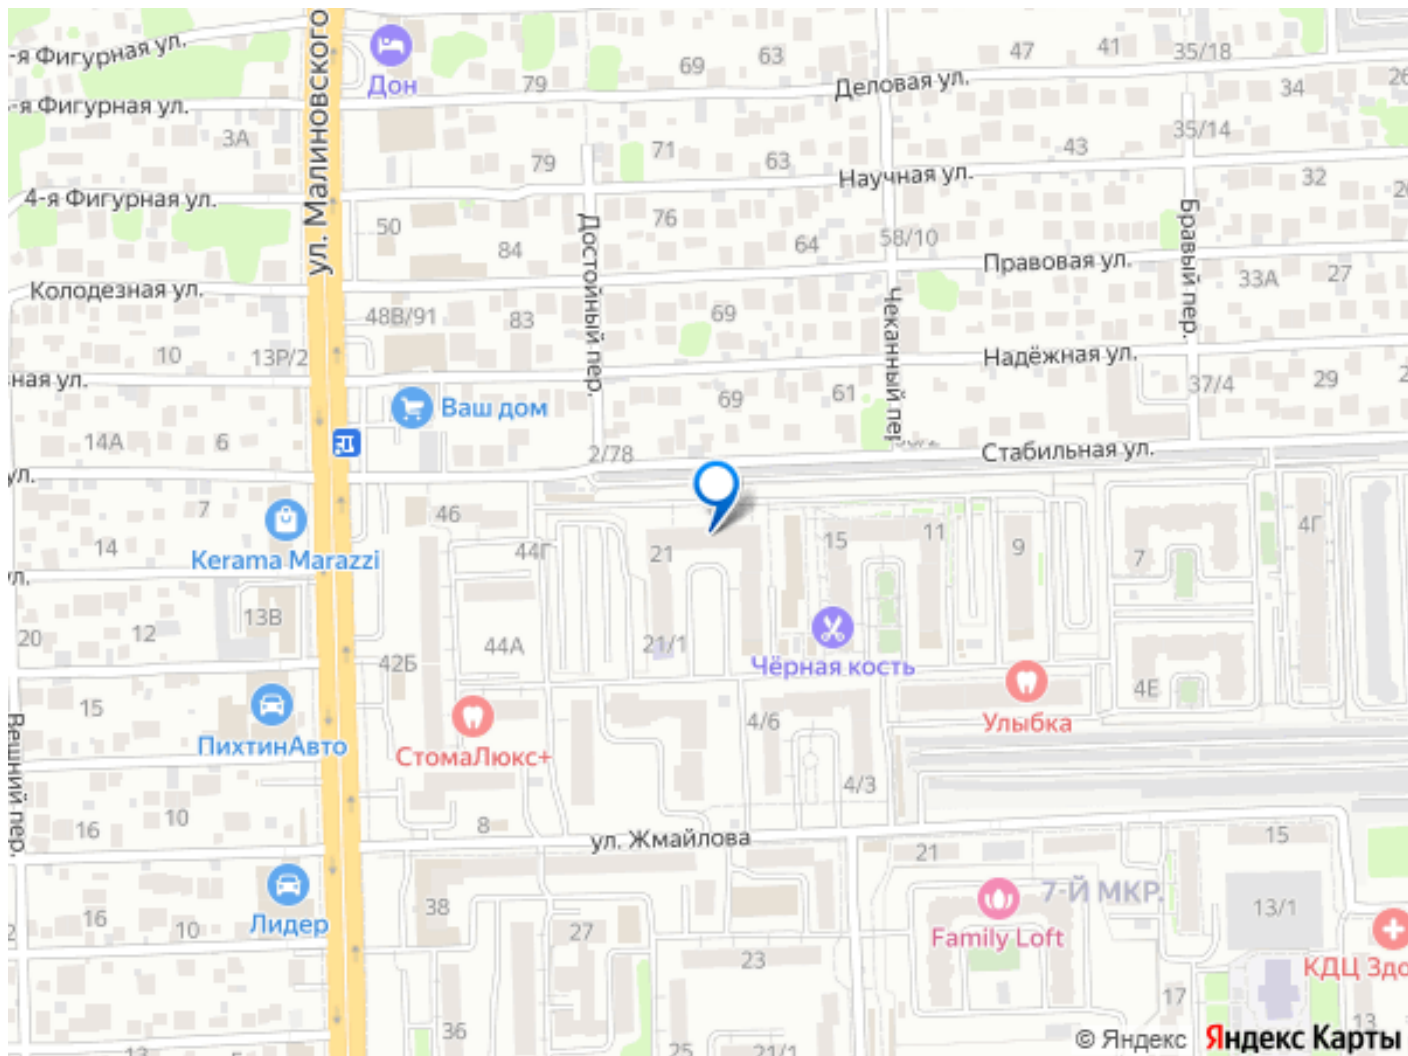 -я Фигурная ул.
Дон
69
63
47
41
35/18
Деловая ул.
79
34
26
-я Фигурная ул.
3А
ул. Малиновского
35/14
79
71
63
43
Научная ул.
32
4-я Фигурная ул.
50
84
Достойный пер.
76
64
58/10
Бравый пер.
Правовая ул.
33А
27
Колодезная ул.
48В/91
83
69
Чеканный пер
10
13Р/2
Надёжная ул.
37/4
29
2
ная ул.
Ваш дом
69
61
14А
6
2/78
Стабильная ул.
ул.
7
46
Kerama Marazzi
14
44Г
21
15
11
9
7
4Г
л.
13В
20
12
44А
21/1
Чёрная кость
42Б
15
ПихтинАвто
СтомаЛюкс+
4/6
Улыбка
4Е
4/3
Вешний пер.
16
10
8
ул. Жмайлова
21
15
7-Й МКР.
Лидер
16
10
38
27
23
Family Loft
13/1
КДЦ Здо
2
36
17
13
25
21/1
13
5
© Яндекс Яндекс Карты